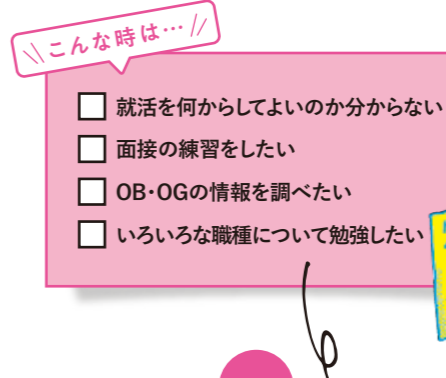 こんな時は…
就活を何からしてよいのか分からない
面接の練習をしたい
OB・OGの情報を調べたい
いろいろな職種について勉強したい